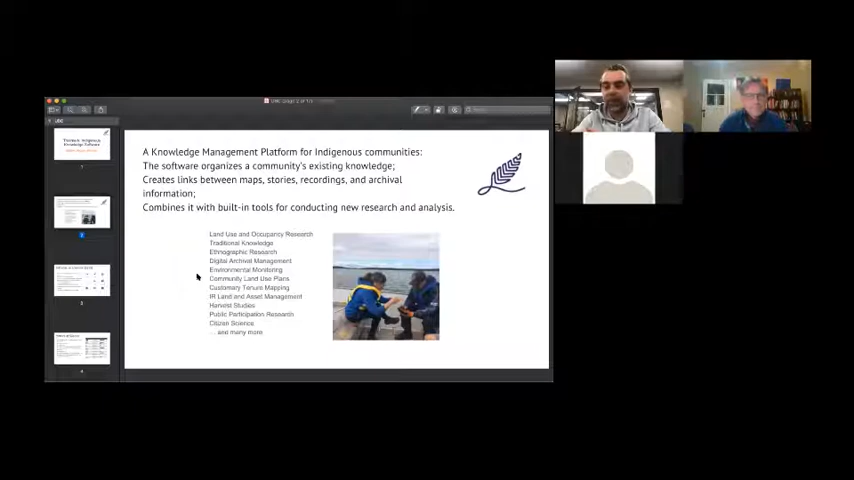 A Knowledge Management Platform for Indigenous communities:
The software organizes a community's existing knowledge;
Creates links between maps, stories, recordings, and archival
information;
Combines it with built-in tools for conducting new research and analysis.
Land Use and Occupancy Research
Traditional Knowledge
Ethnographic Research
Digital Archival Management
Environmental Monitoring
Community Land Use Plans
Customary Tenure Mapping
IR Land and Asset Management
Harvest Studies
Public Participation Research
Citizen Science
... and many more